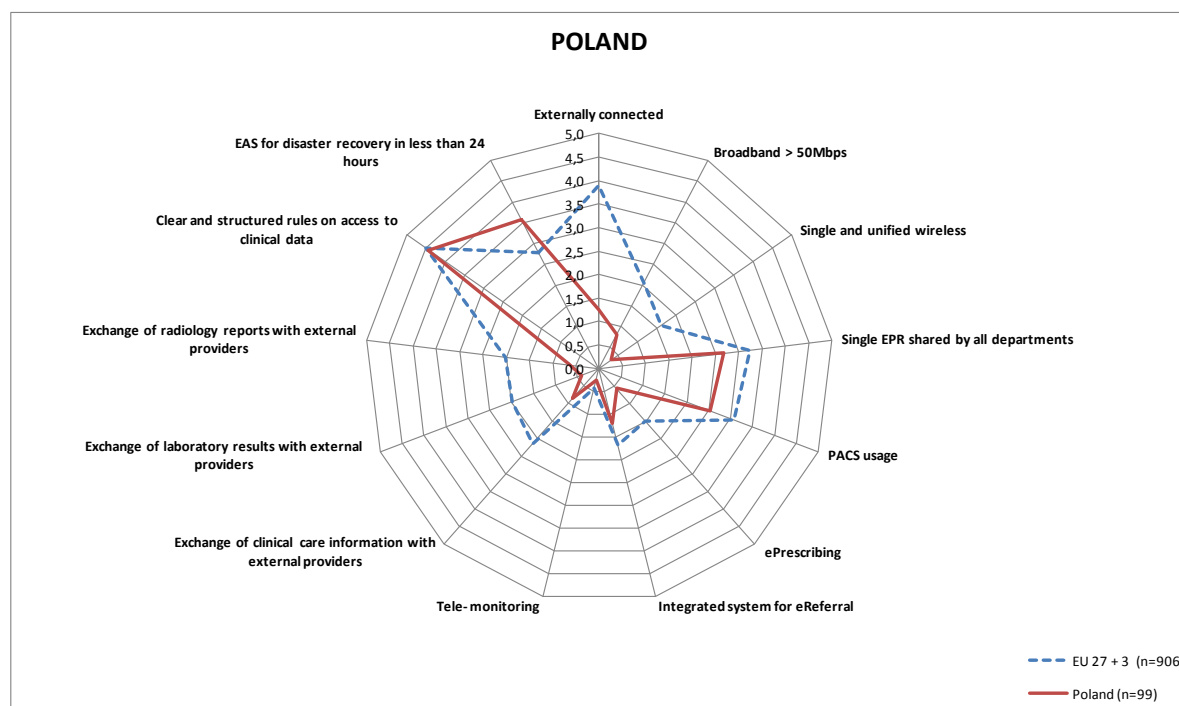 POLAND
Externally connected
Broadband > 50Mbps
Single and unified wireless
Single EPR shared by all departments
PACS usage
ePrescribing
Integrated system for eReferral
Tele- monitoring
Exchange of clinical care information with
external providers
Exchange of laboratory results with external
providers
Exchange of radiology reports with external
providers
Clear and structured rules on access to
clinical data
EAS for disaster recovery in less than 24
hours
5,0
4,5
4,0
3,5
3,0
2,5
2,0
1,5
1,0
0,5
0,0
EU 27 + 3 (n=906
Poland (n=99)